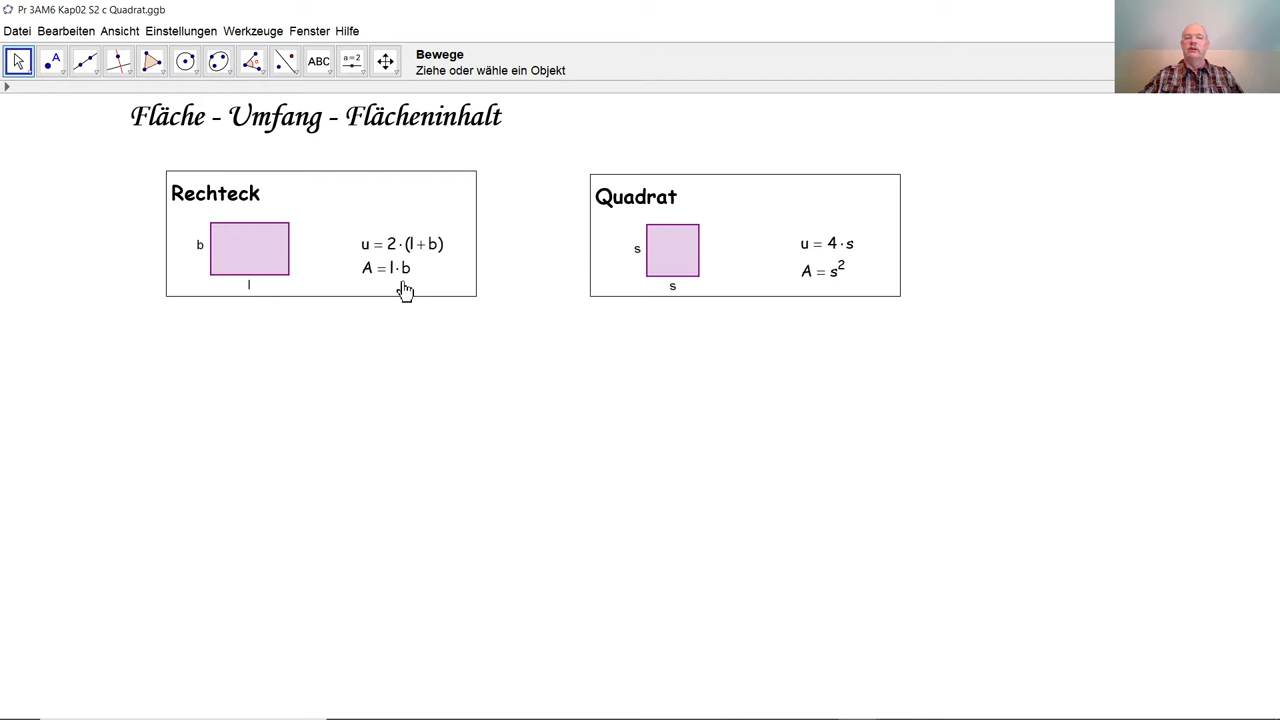 Pr 3AM6 Kap02 S2 c Quadrat.ggb
Datei Bearbeiten Ansicht Einstellungen Werkzeuge Fenster Hilfe
A
α
ABC
a=2
Bewege
Ziehe oder wähle ein Objekt
Fläche - Umfang - Flächeninhalt
Rechteck
b
l
u = 2·(l+b)
A = l·b
Quadrat
s
s
u = 4·s
A = s²